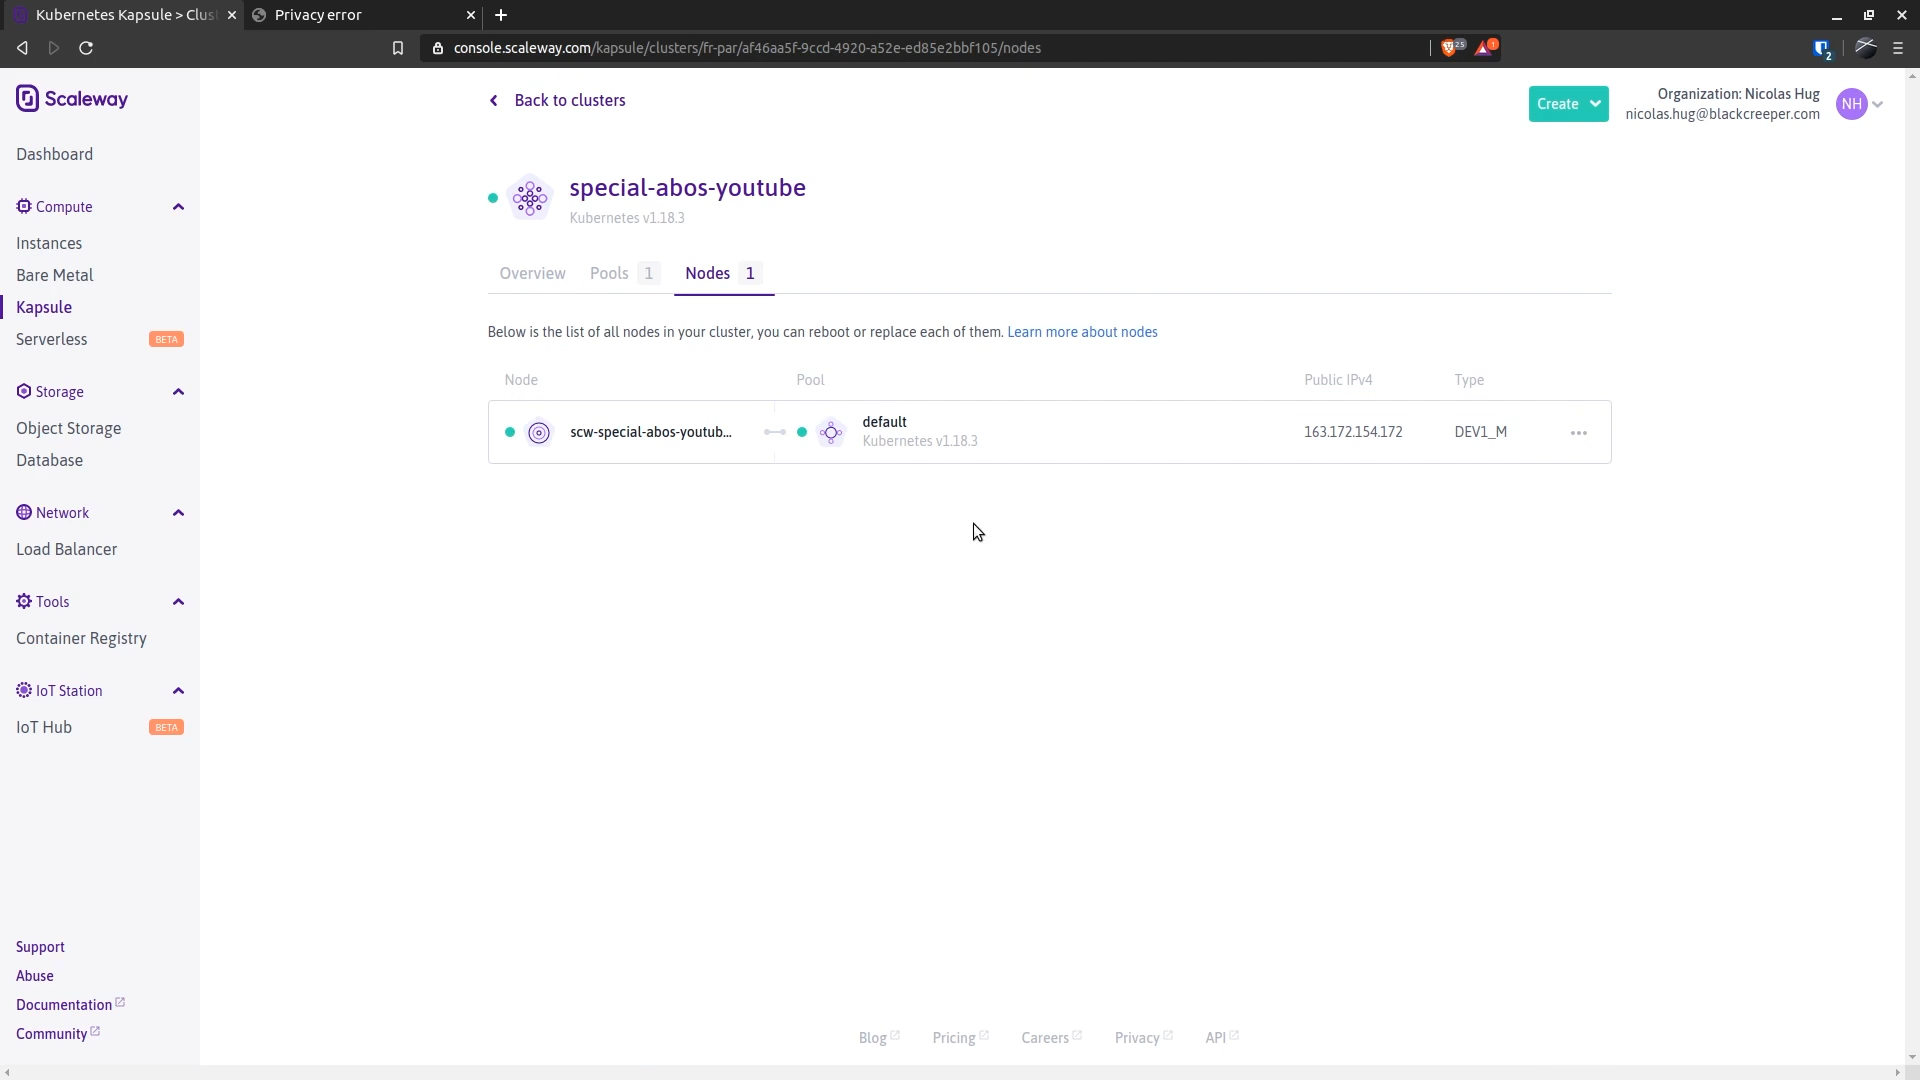 Kubernetes Kapsule > Clus
Privacy error
console.scaleway.com/kapsule/clusters/fr-par/af46aa5f-9ccd-4920-a52e-ed85e2bbf105/nodes
25
1
2
Scaleway
Back to clusters
Create
Organization: Nicolas Hug
nicolas.hug@blackcreeper.com
NH
Dashboard
Compute
Instances
Bare Metal
Kapsule
Serverless BETA
Storage
Object Storage
Database
Network
Load Balancer
Tools
Container Registry
IoT Station
IoT Hub BETA
Support
Abuse
Documentation
Community
special-abos-youtube
Kubernetes v1.18.3
Overview Pools 1 Nodes 1
Below is the list of all nodes in your cluster, you can reboot or replace each of them. Learn more about nodes
Node Pool Public IPv4 Type
scw-special-abos-youtub...
default
Kubernetes v1.18.3
163.172.154.172
DEV1_M
Blog Pricing Careers Privacy API